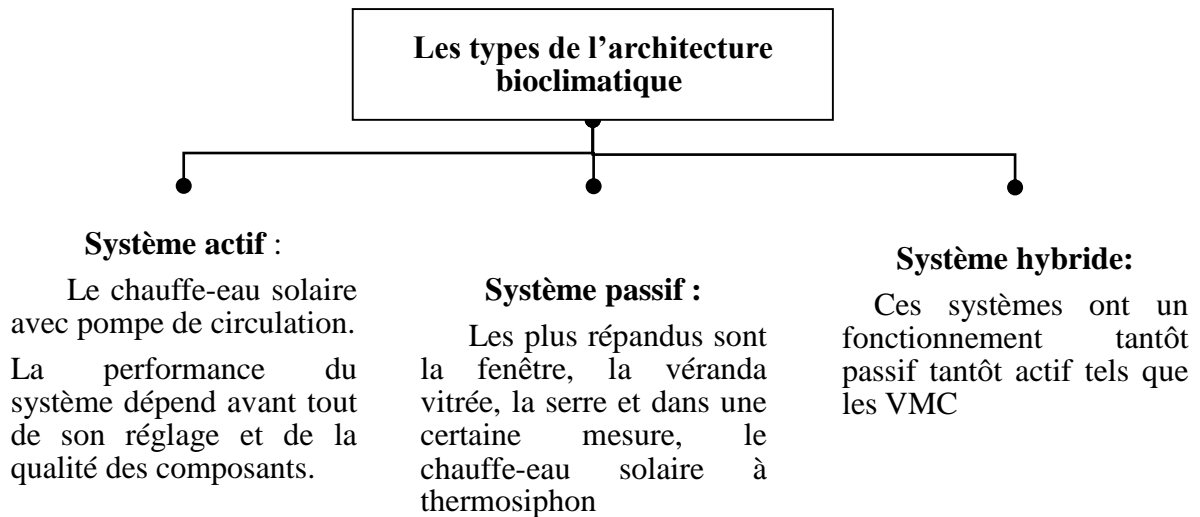 Les types de l’architecture
bioclimatique
Système actif :
Le chauffe-eau solaire
avec pompe de circulation.
La performance du
système dépend avant tout
de son réglage et de la
qualité des composants.
Système passif :
Les plus répandus sont
la fenêtre, la véranda
vitrée, la serre et dans une
certaine mesure, le
chauffe-eau solaire à
thermosiphon
Système hybride:
Ces systèmes ont un
fonctionnement tantôt
passif tantôt actif tels que
les VMC